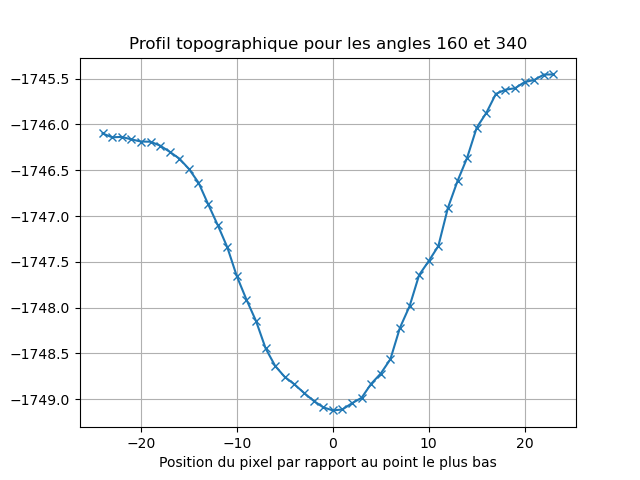 Profil topographique pour les angles 160 et 340
−1745.5
−1746.0
−1746.5
−1747.0
−1747.5
−1748.0
−1748.5
−1749.0
−20 −10 0 10 20
Position du pixel par rapport au point le plus bas